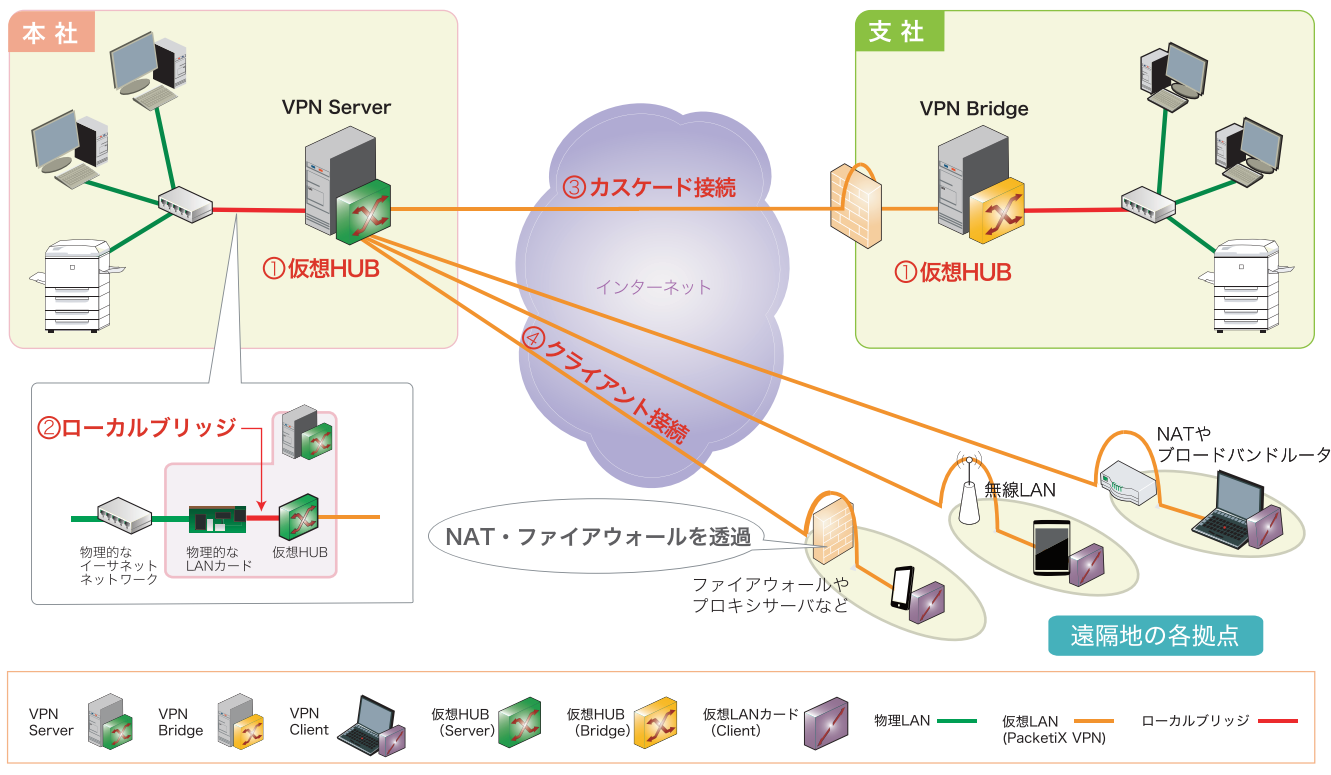 本社
支社
VPN Server
VPN Bridge
③カスケード接続
①仮想HUB
①仮想HUB
インターネット
④クライアント接続
②ローカルブリッジ
NATや
ブロードバンドルータ
無線LAN
NAT・ファイアウォールを透過
物理的な
イーサネット
ネットワーク
物理的な
LANカード
仮想HUB
ファイアウォールや
プロキシサーバなど
遠隔地の各拠点
VPN
Server
VPN
Bridge
VPN
Client
仮想HUB
(Server)
仮想HUB
(Bridge)
仮想LANカード
(Client)
物理LAN
仮想LAN
(PacketiX VPN)
ローカルブリッジ